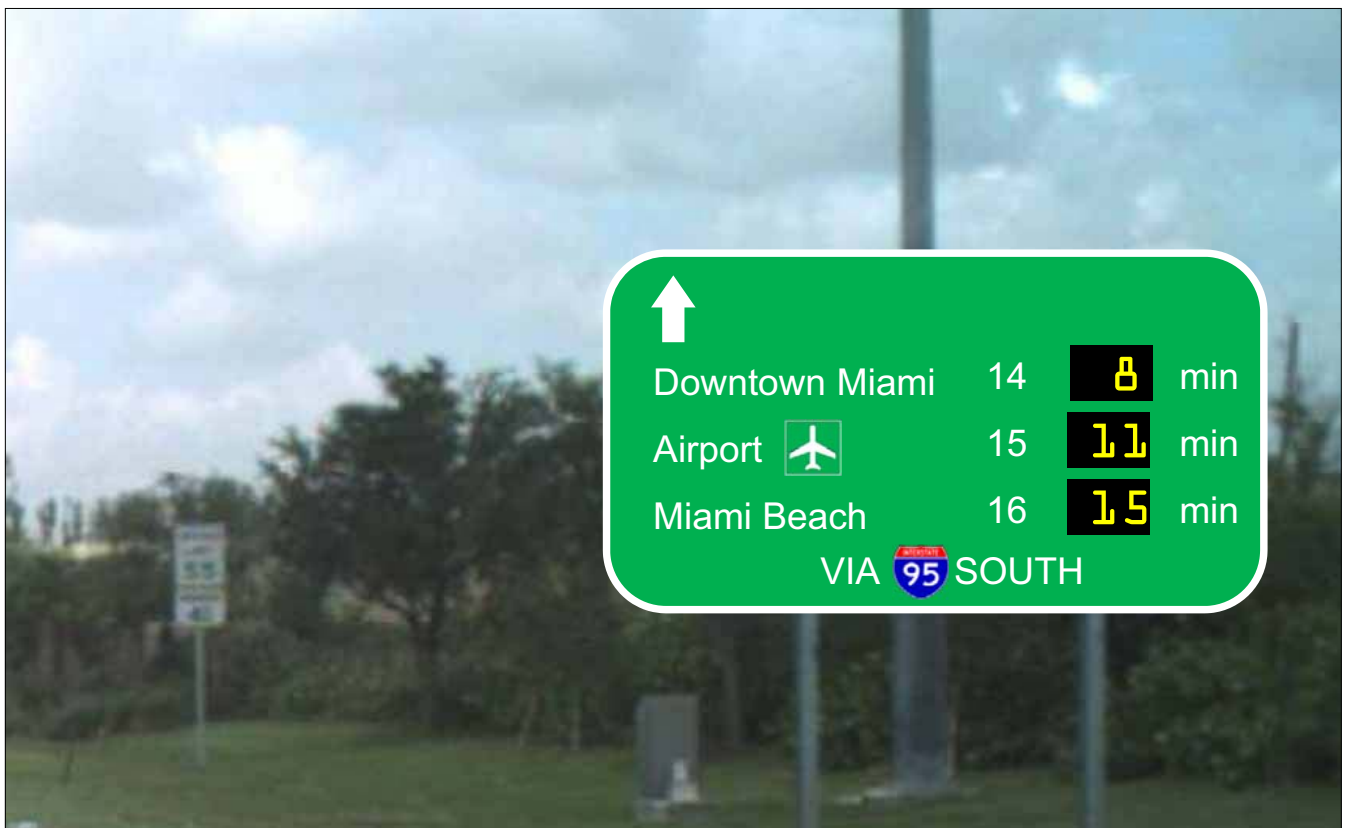 Downtown Miami 14 8 min
Airport 15 11 min
Miami Beach 16 15 min
VIA INTERSTATE 95 SOUTH